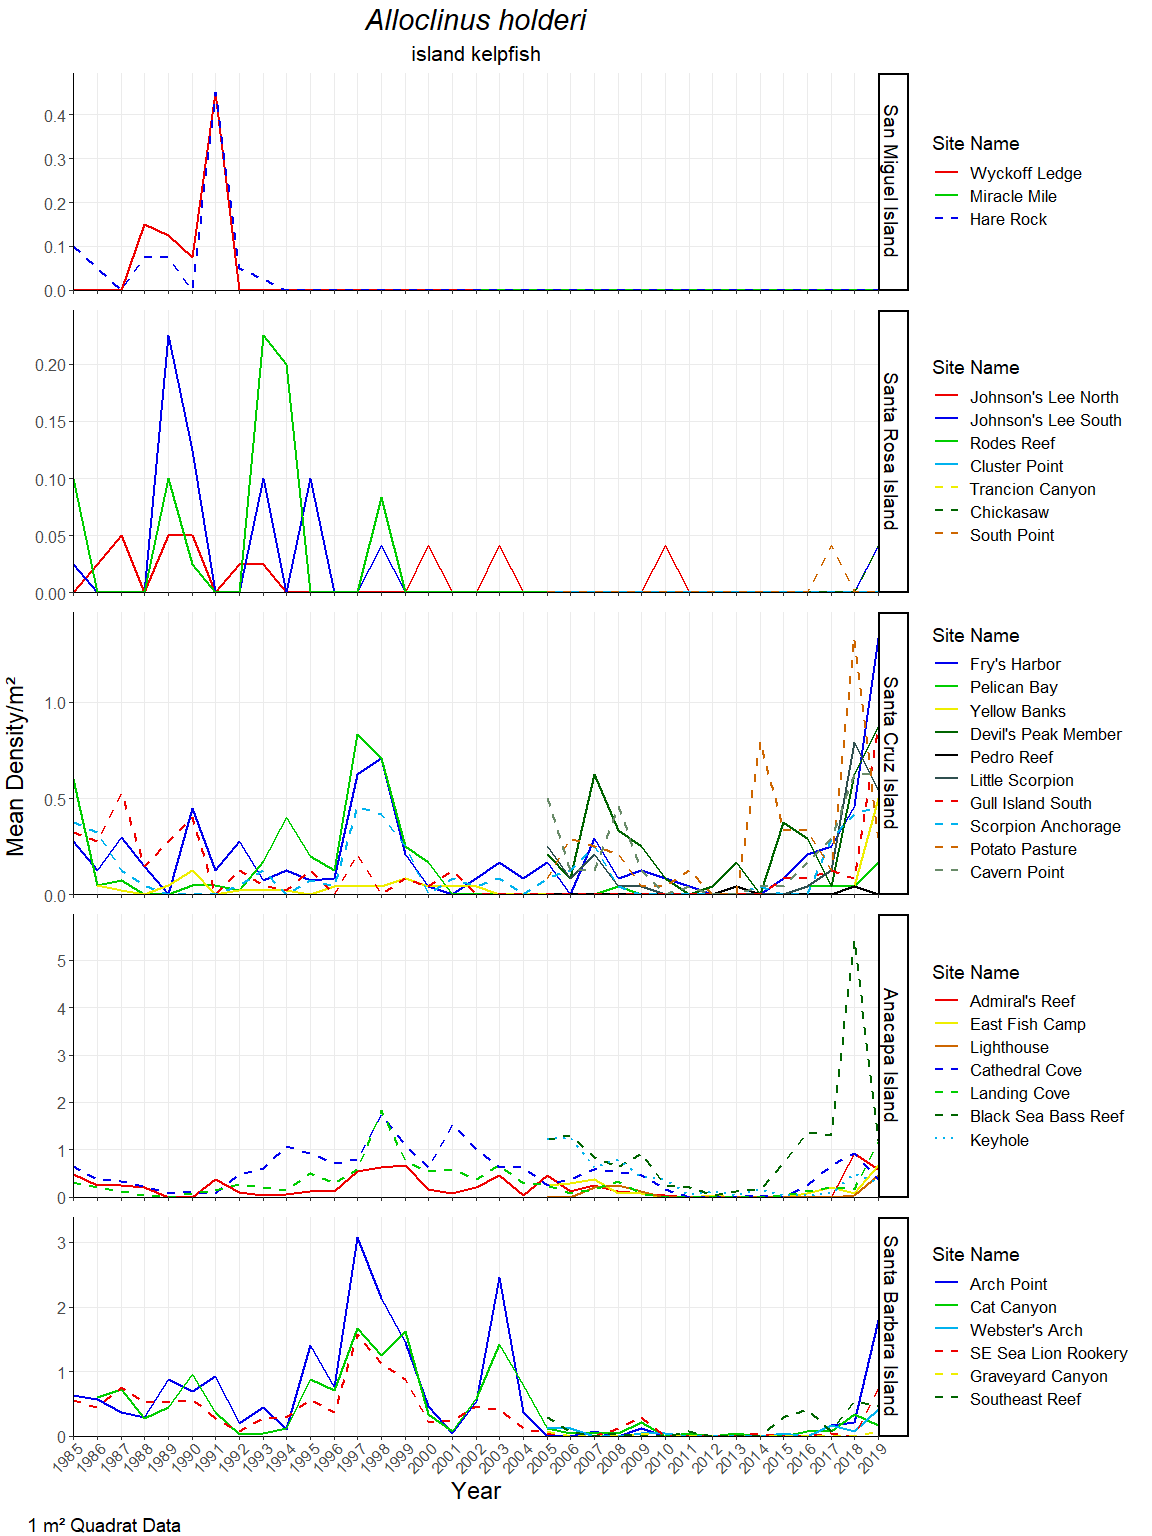 Alloclinus holderi
island kelpfish
Mean Density/m²
0.4
0.3
0.2
0.1
0.0
San Miguel Island
Site Name
Wyckoff Ledge
Miracle Mile
Hare Rock
0.20
0.15
0.10
0.05
0.00
Santa Rosa Island
Site Name
Johnson's Lee North
Johnson's Lee South
Rodes Reef
Cluster Point
Trancion Canyon
Chickasaw
South Point
1.0
0.5
0.0
Santa Cruz Island
Site Name
Fry's Harbor
Pelican Bay
Yellow Banks
Devil's Peak Member
Pedro Reef
Little Scorpion
Gull Island South
Scorpion Anchorage
Potato Pasture
Cavern Point
5
4
3
2
1
0
Anacapa Island
Site Name
Admiral's Reef
East Fish Camp
Lighthouse
Cathedral Cove
Landing Cove
Black Sea Bass Reef
Keyhole
3
2
1
0
Santa Barbara Island
Site Name
Arch Point
Cat Canyon
Webster's Arch
SE Sea Lion Rookery
Graveyard Canyon
Southeast Reef
1985 1986 1987 1988 1989 1990 1991 1992 1993 1994 1995 1996 1997 1998 1999 2000 2001 2002 2003 2004 2005 2006 2007 2008 2009 2010 2011 2012 2013 2014 2015 2016 2017 2018 2019
Year
1 m² Quadrat Data